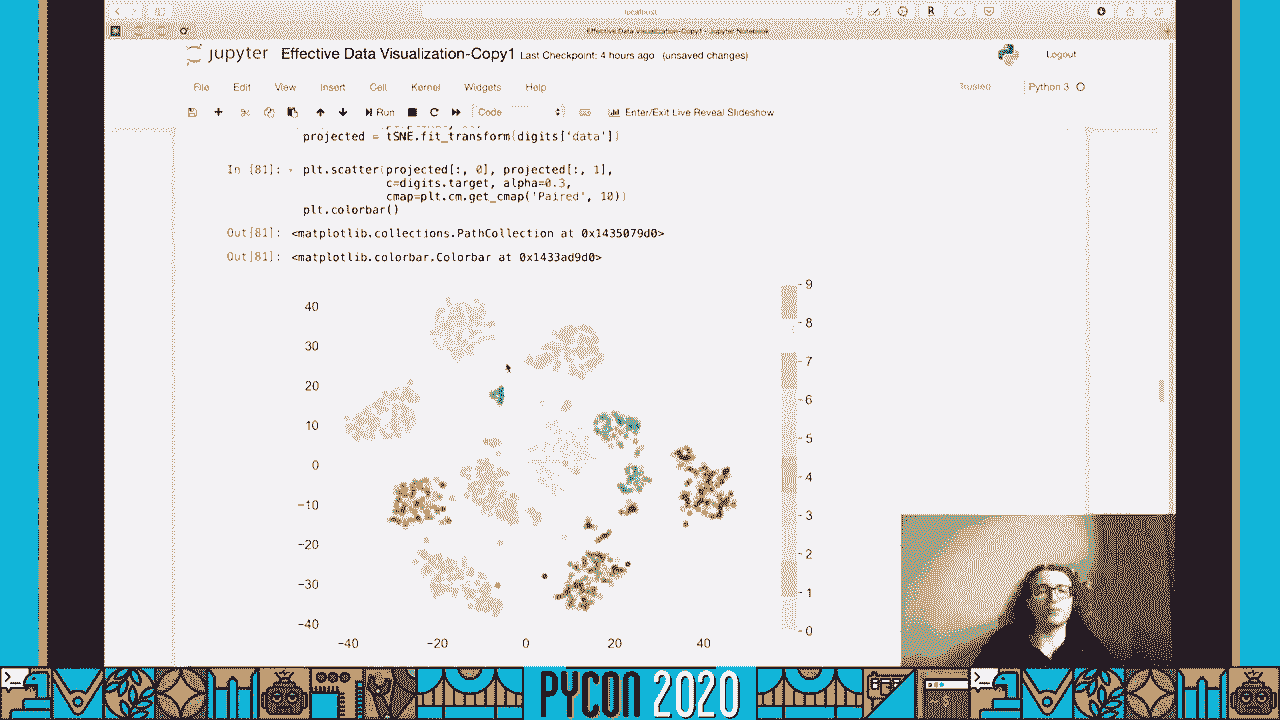 localhost
Effective Data Visualization-Copy1 - Jupyter Notebook
R
jupyter Effective Data Visualization-Copy1 Last Checkpoint: 4 hours ago (unsaved changes)
Logout
File Edit View Insert Cell Kernel Widgets Help
Trusted Python 3
Run Code Enter/Exit Live Reveal Slideshow
projected = tSNE.fit_transform(digits['data'])
In [81]: plt.scatter(projected[:, 0], projected[:, 1],
c=digits.target, alpha=0.3,
cmap=plt.cm.get_cmap('Paired', 10))
plt.colorbar()
Out[81]: <matplotlib.collections.PathCollection at 0x1435079d0>
Out[81]: <matplotlib.colorbar.Colorbar at 0x1433ad9d0>
40
30
20
10
0
−10
−20
−30
−40
−40 −20 0 20 40
9
8
7
6
5
4
3
2
1
0
PYCON 2020